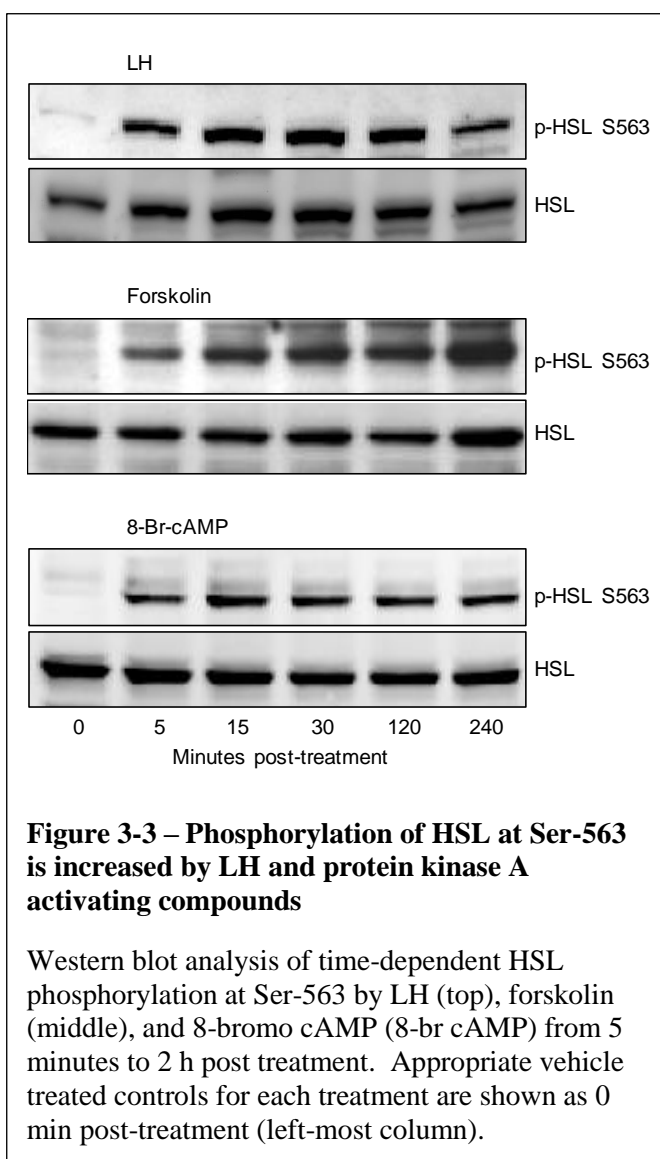 LH
p-HSL S563
HSL
Forskolin
p-HSL S563
HSL
8-Br-cAMP
p-HSL S563
HSL
0 5 15 30 120 240
Minutes post-treatment
Figure 3-3 – Phosphorylation of HSL at Ser-563
is increased by LH and protein kinase A
activating compounds
Western blot analysis of time-dependent HSL
phosphorylation at Ser-563 by LH (top), forskolin
(middle), and 8-bromo cAMP (8-br cAMP) from 5
minutes to 2 h post treatment.  Appropriate vehicle
treated controls for each treatment are shown as 0
min post-treatment (left-most column).